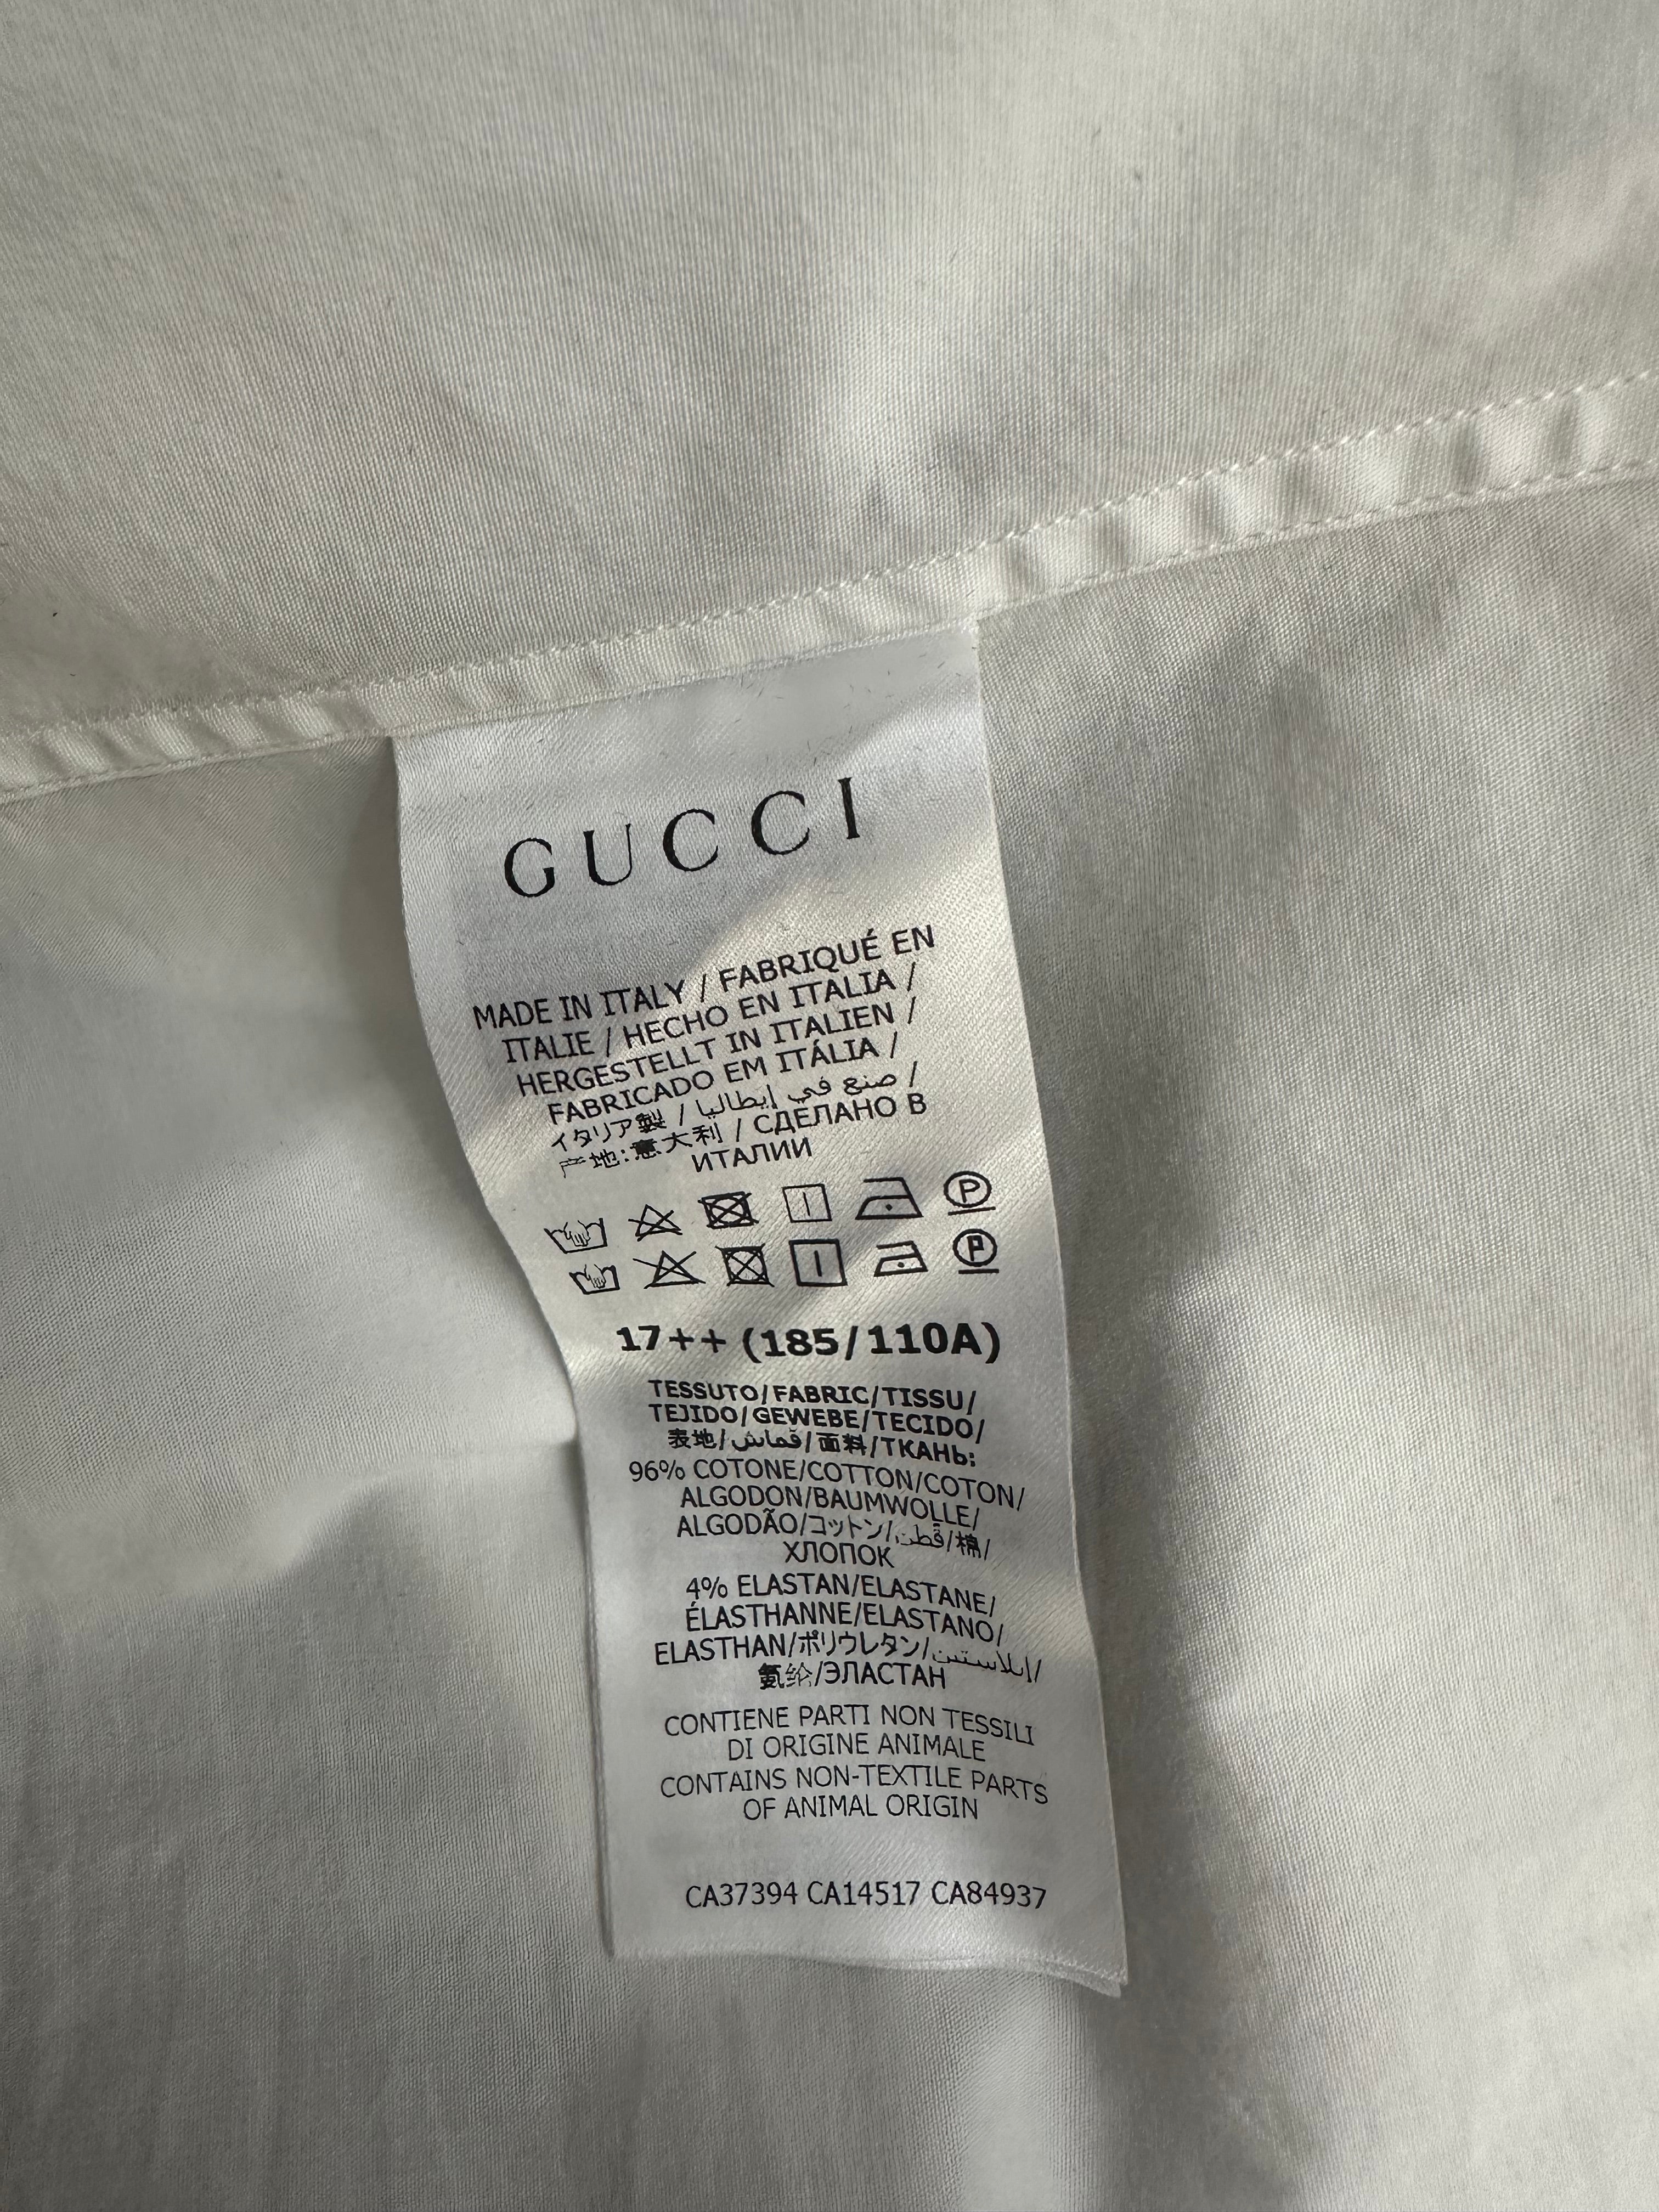 GUCCI
MADE IN ITALY / FABRIQUÉ EN
ITALIE / HECHO EN ITALIA /
HERGESTELLT IN ITALIEN /
FABRICADO EM ITÁLIA /
イタリア製 / صنع في إيطاليا /
产地:意大利 / СДЕЛАНО В
ИТАЛИИ
P
P
17++ (185/110A)
TESSUTO/FABRIC/TISSU/
TEJIDO/GEWEBE/TECIDO/
表地/قماش/面料/ТКАНЬ:
96% COTONE/COTTON/COTON/
ALGODON/BAUMWOLLE/
ALGODÃO/コットン/قطن/棉/
ХЛОПОК
4% ELASTAN/ELASTANE/
ÉLASTHANNE/ELASTANO/
ELASTHAN/ポリウレタン/إيلاستين/
氨纶/ЭЛАСТАН
CONTIENE PARTI NON TESSILI
DI ORIGINE ANIMALE
CONTAINS NON-TEXTILE PARTS
OF ANIMAL ORIGIN
CA37394 CA14517 CA84937